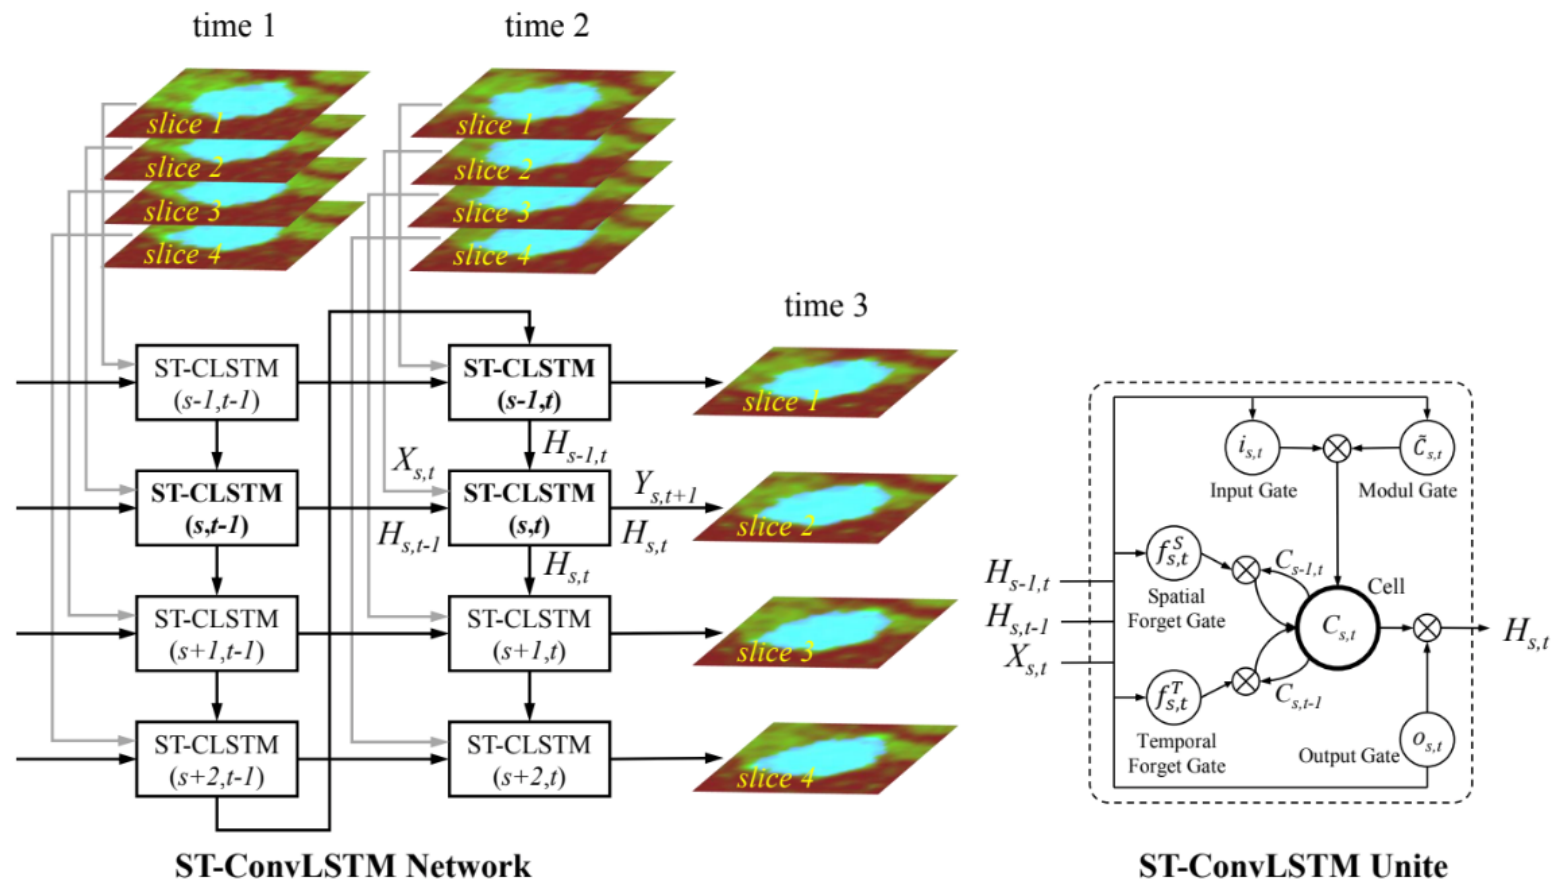 time 1
time 2
slice 1
slice 2
slice 3
slice 4
slice 1
slice 2
slice 3
slice 4
time 3
ST-CLSTM
(s-1,t-1)
ST-CLSTM
(s-1,t)
slice 1
H_{s-1,t}
X_{s,t}
ST-CLSTM
(s,t-1)
ST-CLSTM
(s,t)
Y_{s,t+1}
H_{s,t-1}
H_{s,t}
slice 2
H_{s,t}
ST-CLSTM
(s+1,t-1)
ST-CLSTM
(s+1,t)
slice 3
ST-CLSTM
(s+2,t-1)
ST-CLSTM
(s+2,t)
slice 4
ST-ConvLSTM Network
i_{s,t}
C̃_{s,t}
Input Gate
Modul Gate
f^S_{s,t}
C_{s-1,t}
H_{s-1,t}
Spatial
Forget Gate
Cell
H_{s,t-1}
C_{s,t}
H_{s,t}
X_{s,t}
f^T_{s,t}
C_{s,t-1}
Temporal
Forget Gate
Output Gate
o_{s,t}
ST-ConvLSTM Unite